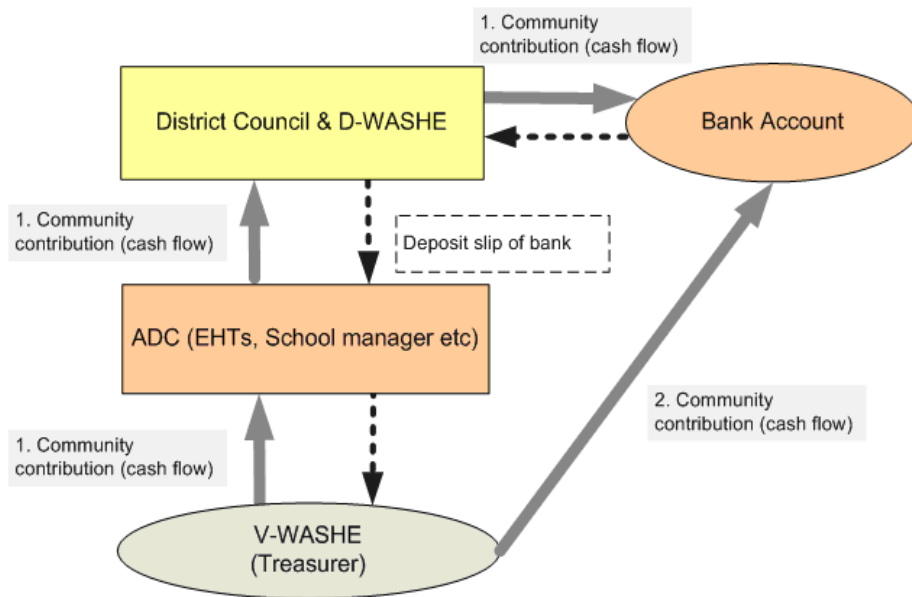 1. Community
contribution (cash flow)
District Council & D-WASHE
Bank Account
1. Community
contribution (cash flow)
Deposit slip of bank
ADC (EHTs, School manager etc)
2. Community
contribution (cash flow)
1. Community
contribution (cash flow)
V-WASHE
(Treasurer)